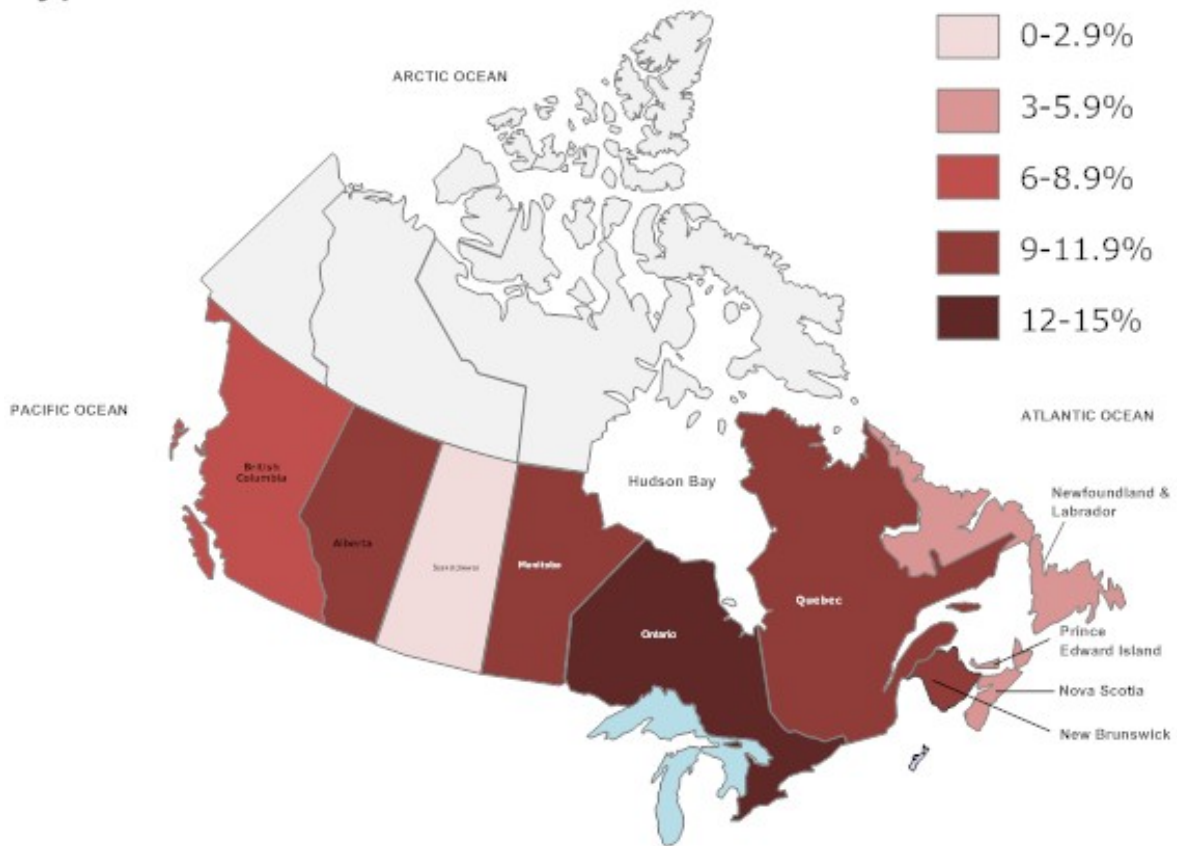 0-2.9%
ARCTIC OCEAN
3-5.9%
6-8.9%
9-11.9%
12-15%
PACIFIC OCEAN
ATLANTIC OCEAN
British
Columbia
Hudson Bay
Newfoundland &
Labrador
Alberta
Manitoba
Quebec
Ontario
Prince
Edward Island
Nova Scotia
New Brunswick